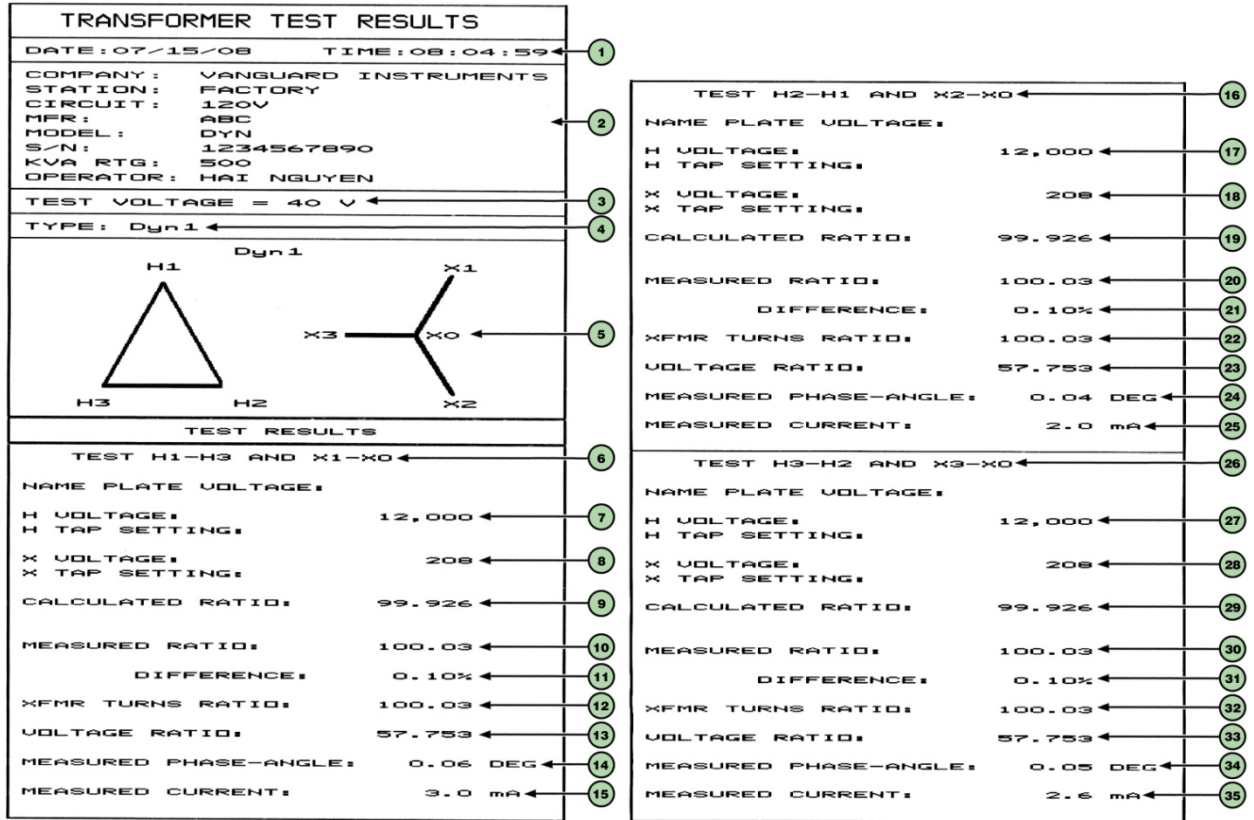 TRANSFORMER TEST RESULTS
DATE:07/15/08 TIME:08:04:59
1
COMPANY: VANGUARD INSTRUMENTS
STATION: FACTORY
CIRCUIT: 120V
MFR: ABC
2
MODEL: DYN
S/N: 1234567890
KVA RTG: 500
OPERATOR: HAI NGUYEN
TEST VOLTAGE = 40 V
3
TYPE: Dyn1
4
Dyn1
H1
X1
X3
X0
5
H3
H2
X2
TEST RESULTS
TEST H1-H3 AND X1-X0
6
NAME PLATE VOLTAGE:
H VOLTAGE: 12,000
7
H TAP SETTING:
X VOLTAGE: 208
8
X TAP SETTING:
CALCULATED RATIO: 99.926
9
MEASURED RATIO: 100.03
10
DIFFERENCE: 0.10%
11
XFMR TURNS RATIO: 100.03
12
VOLTAGE RATIO: 57.753
13
MEASURED PHASE-ANGLE: 0.06 DEG
14
MEASURED CURRENT: 3.0 mA
15
TEST H2-H1 AND X2-X0
16
NAME PLATE VOLTAGE:
H VOLTAGE: 12,000
17
H TAP SETTING:
X VOLTAGE: 208
18
X TAP SETTING:
CALCULATED RATIO: 99.926
19
MEASURED RATIO: 100.03
20
DIFFERENCE: 0.10%
21
XFMR TURNS RATIO: 100.03
22
VOLTAGE RATIO: 57.753
23
MEASURED PHASE-ANGLE: 0.04 DEG
24
MEASURED CURRENT: 2.0 mA
25
TEST H3-H2 AND X3-X0
26
NAME PLATE VOLTAGE:
H VOLTAGE: 12,000
27
H TAP SETTING:
X VOLTAGE: 208
28
X TAP SETTING:
CALCULATED RATIO: 99.926
29
MEASURED RATIO: 100.03
30
DIFFERENCE: 0.10%
31
XFMR TURNS RATIO: 100.03
32
VOLTAGE RATIO: 57.753
33
MEASURED PHASE-ANGLE: 0.05 DEG
34
MEASURED CURRENT: 2.6 mA
35